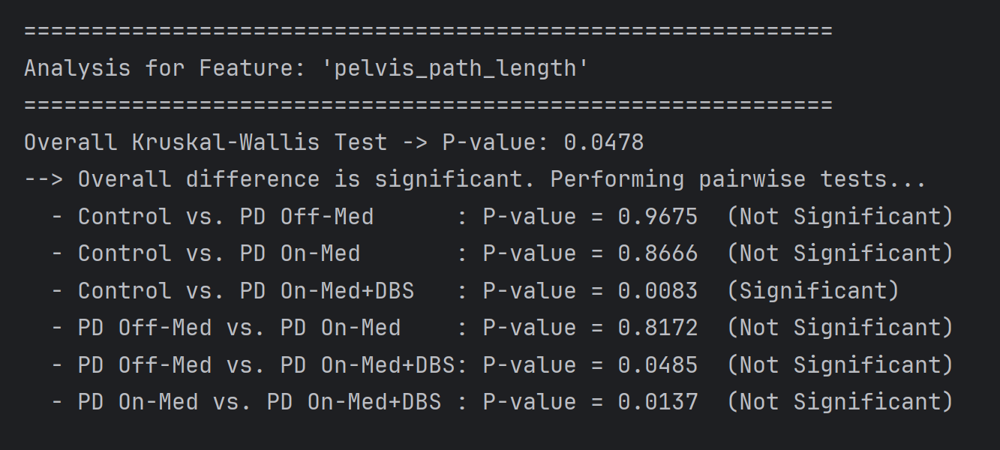 ============================================================
Analysis for Feature: 'pelvis_path_length'
============================================================
Overall Kruskal-Wallis Test -> P-value: 0.0478
--> Overall difference is significant. Performing pairwise tests...
  - Control vs. PD Off-Med      : P-value = 0.9675  (Not Significant)
  - Control vs. PD On-Med       : P-value = 0.8666  (Not Significant)
  - Control vs. PD On-Med+DBS   : P-value = 0.0083  (Significant)
  - PD Off-Med vs. PD On-Med    : P-value = 0.8172  (Not Significant)
  - PD Off-Med vs. PD On-Med+DBS: P-value = 0.0485  (Not Significant)
  - PD On-Med vs. PD On-Med+DBS : P-value = 0.0137  (Not Significant)